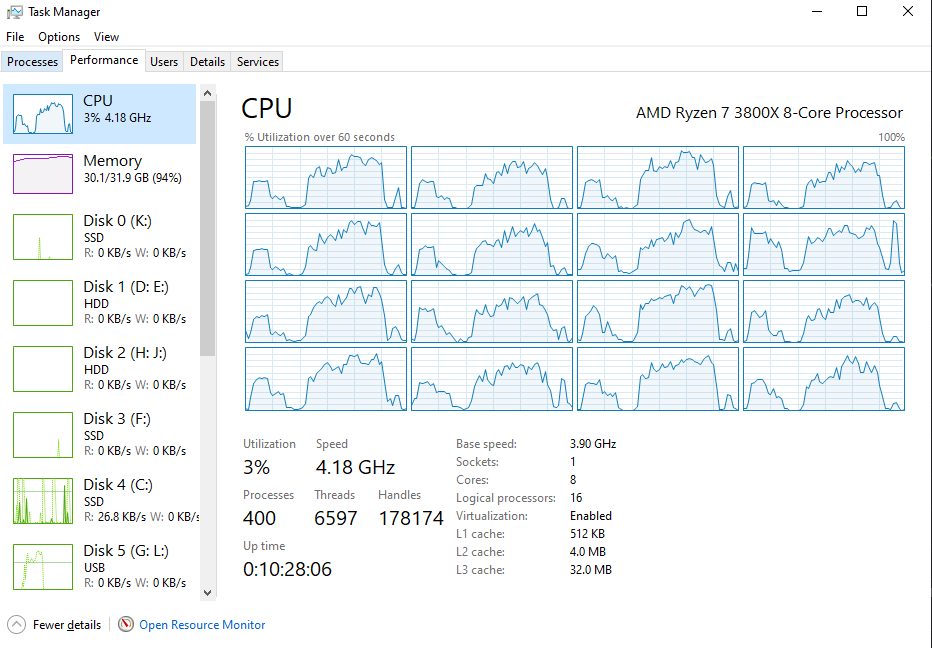 Task Manager
File Options View
Processes Performance Users Details Services
CPU
3% 4.18 GHz
Memory
30.1/31.9 GB (94%)
Disk 0 (K:)
SSD
R: 0 KB/s W: 0 KB/s
Disk 1 (D: E:)
HDD
R: 0 KB/s W: 0 KB/s
Disk 2 (H: J:)
HDD
R: 0 KB/s W: 0 KB/s
Disk 3 (F:)
SSD
R: 0 KB/s W: 0 KB/s
Disk 4 (C:)
SSD
R: 26.8 KB/s W: 0 KB/s
Disk 5 (G: L:)
USB
R: 0 KB/s W: 0 KB/s
CPU AMD Ryzen 7 3800X 8-Core Processor
% Utilization over 60 seconds 100%
Utilization Speed
3% 4.18 GHz
Processes Threads Handles
400 6597 178174
Up time
0:10:28:06
Base speed: 3.90 GHz
Sockets: 1
Cores: 8
Logical processors: 16
Virtualization: Enabled
L1 cache: 512 KB
L2 cache: 4.0 MB
L3 cache: 32.0 MB
Fewer details Open Resource Monitor